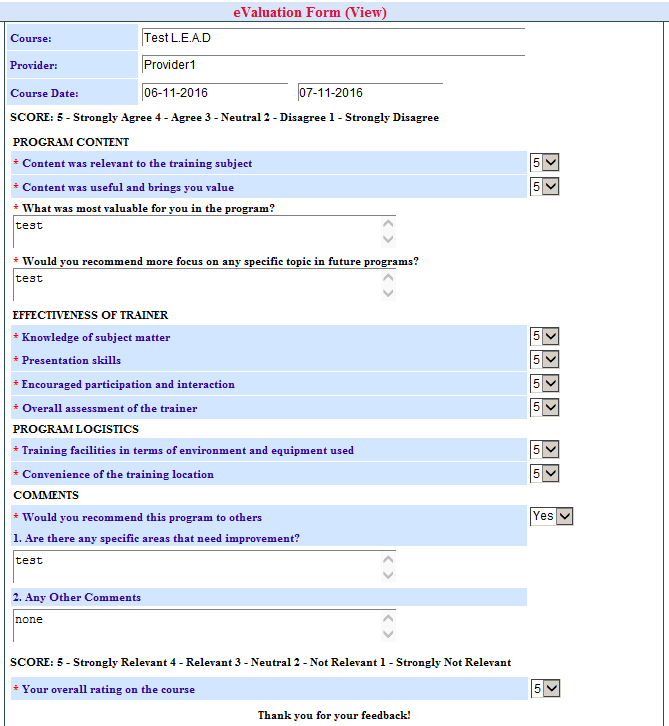 eValuation Form (View)
Course: Test L.E.A.D
Provider: Provider1
Course Date: 06-11-2016 07-11-2016
SCORE: 5 - Strongly Agree 4 - Agree 3 - Neutral 2 - Disagree 1 - Strongly Disagree
PROGRAM CONTENT
* Content was relevant to the training subject 5
* Content was useful and brings you value 5
* What was most valuable for you in the program?
test
* Would you recommend more focus on any specific topic in future programs?
test
EFFECTIVENESS OF TRAINER
* Knowledge of subject matter 5
* Presentation skills 5
* Encouraged participation and interaction 5
* Overall assessment of the trainer 5
PROGRAM LOGISTICS
* Training facilities in terms of environment and equipment used 5
* Convenience of the training location 5
COMMENTS
* Would you recommend this program to others Yes
1. Are there any specific areas that need improvement?
test
2. Any Other Comments
none
SCORE: 5 - Strongly Relevant 4 - Relevant 3 - Neutral 2 - Not Relevant 1 - Strongly Not Relevant
* Your overall rating on the course 5
Thank you for your feedback!